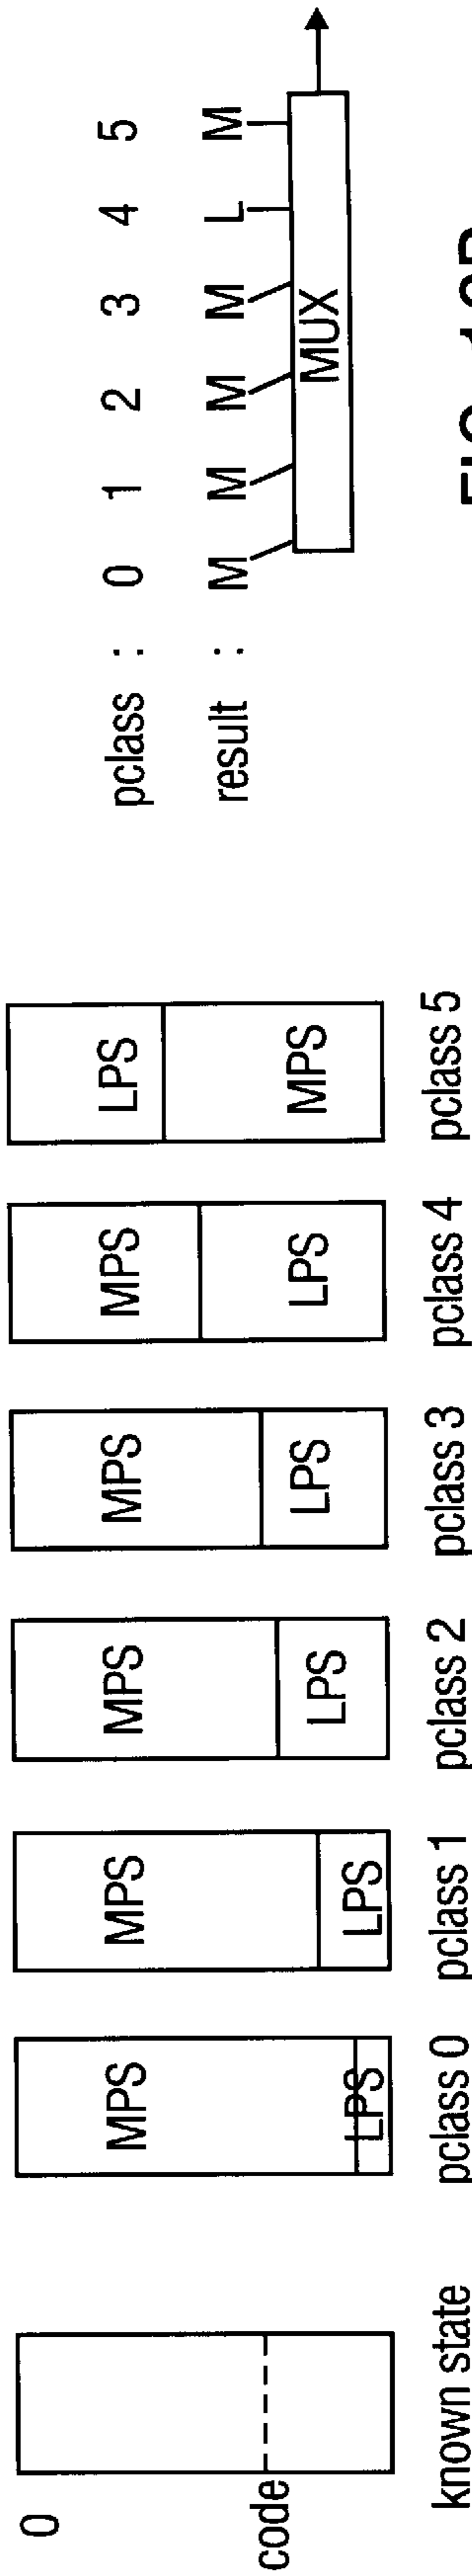 0
code
known state
MPS
LPS
pclass 0
MPS
LPS
pclass 1
MPS
LPS
pclass 2
MPS
LPS
pclass 3
MPS
LPS
pclass 4
LPS
MPS
pclass 5
pclass : 0 1 2 3 4 5
result : M M M M L M
MUX